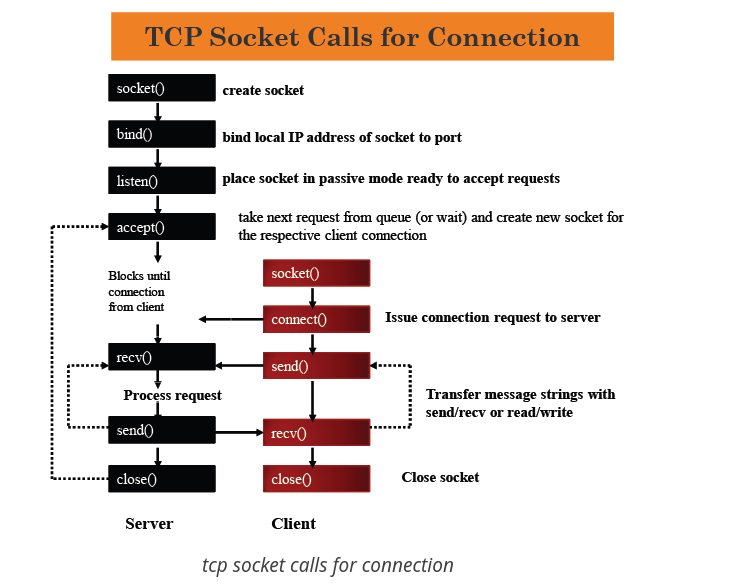 TCP Socket Calls for Connection
socket()
create socket
bind()
bind local IP address of socket to port
listen()
place socket in passive mode ready to accept requests
accept()
take next request from queue (or wait) and create new socket for
the respective client connection
Blocks until
connection
from client
socket()
connect()
Issue connection request to server
recv()
send()
Process request
Transfer message strings with
send/recv or read/write
send()
recv()
close()
close()
Close socket
Server
Client
tcp socket calls for connection